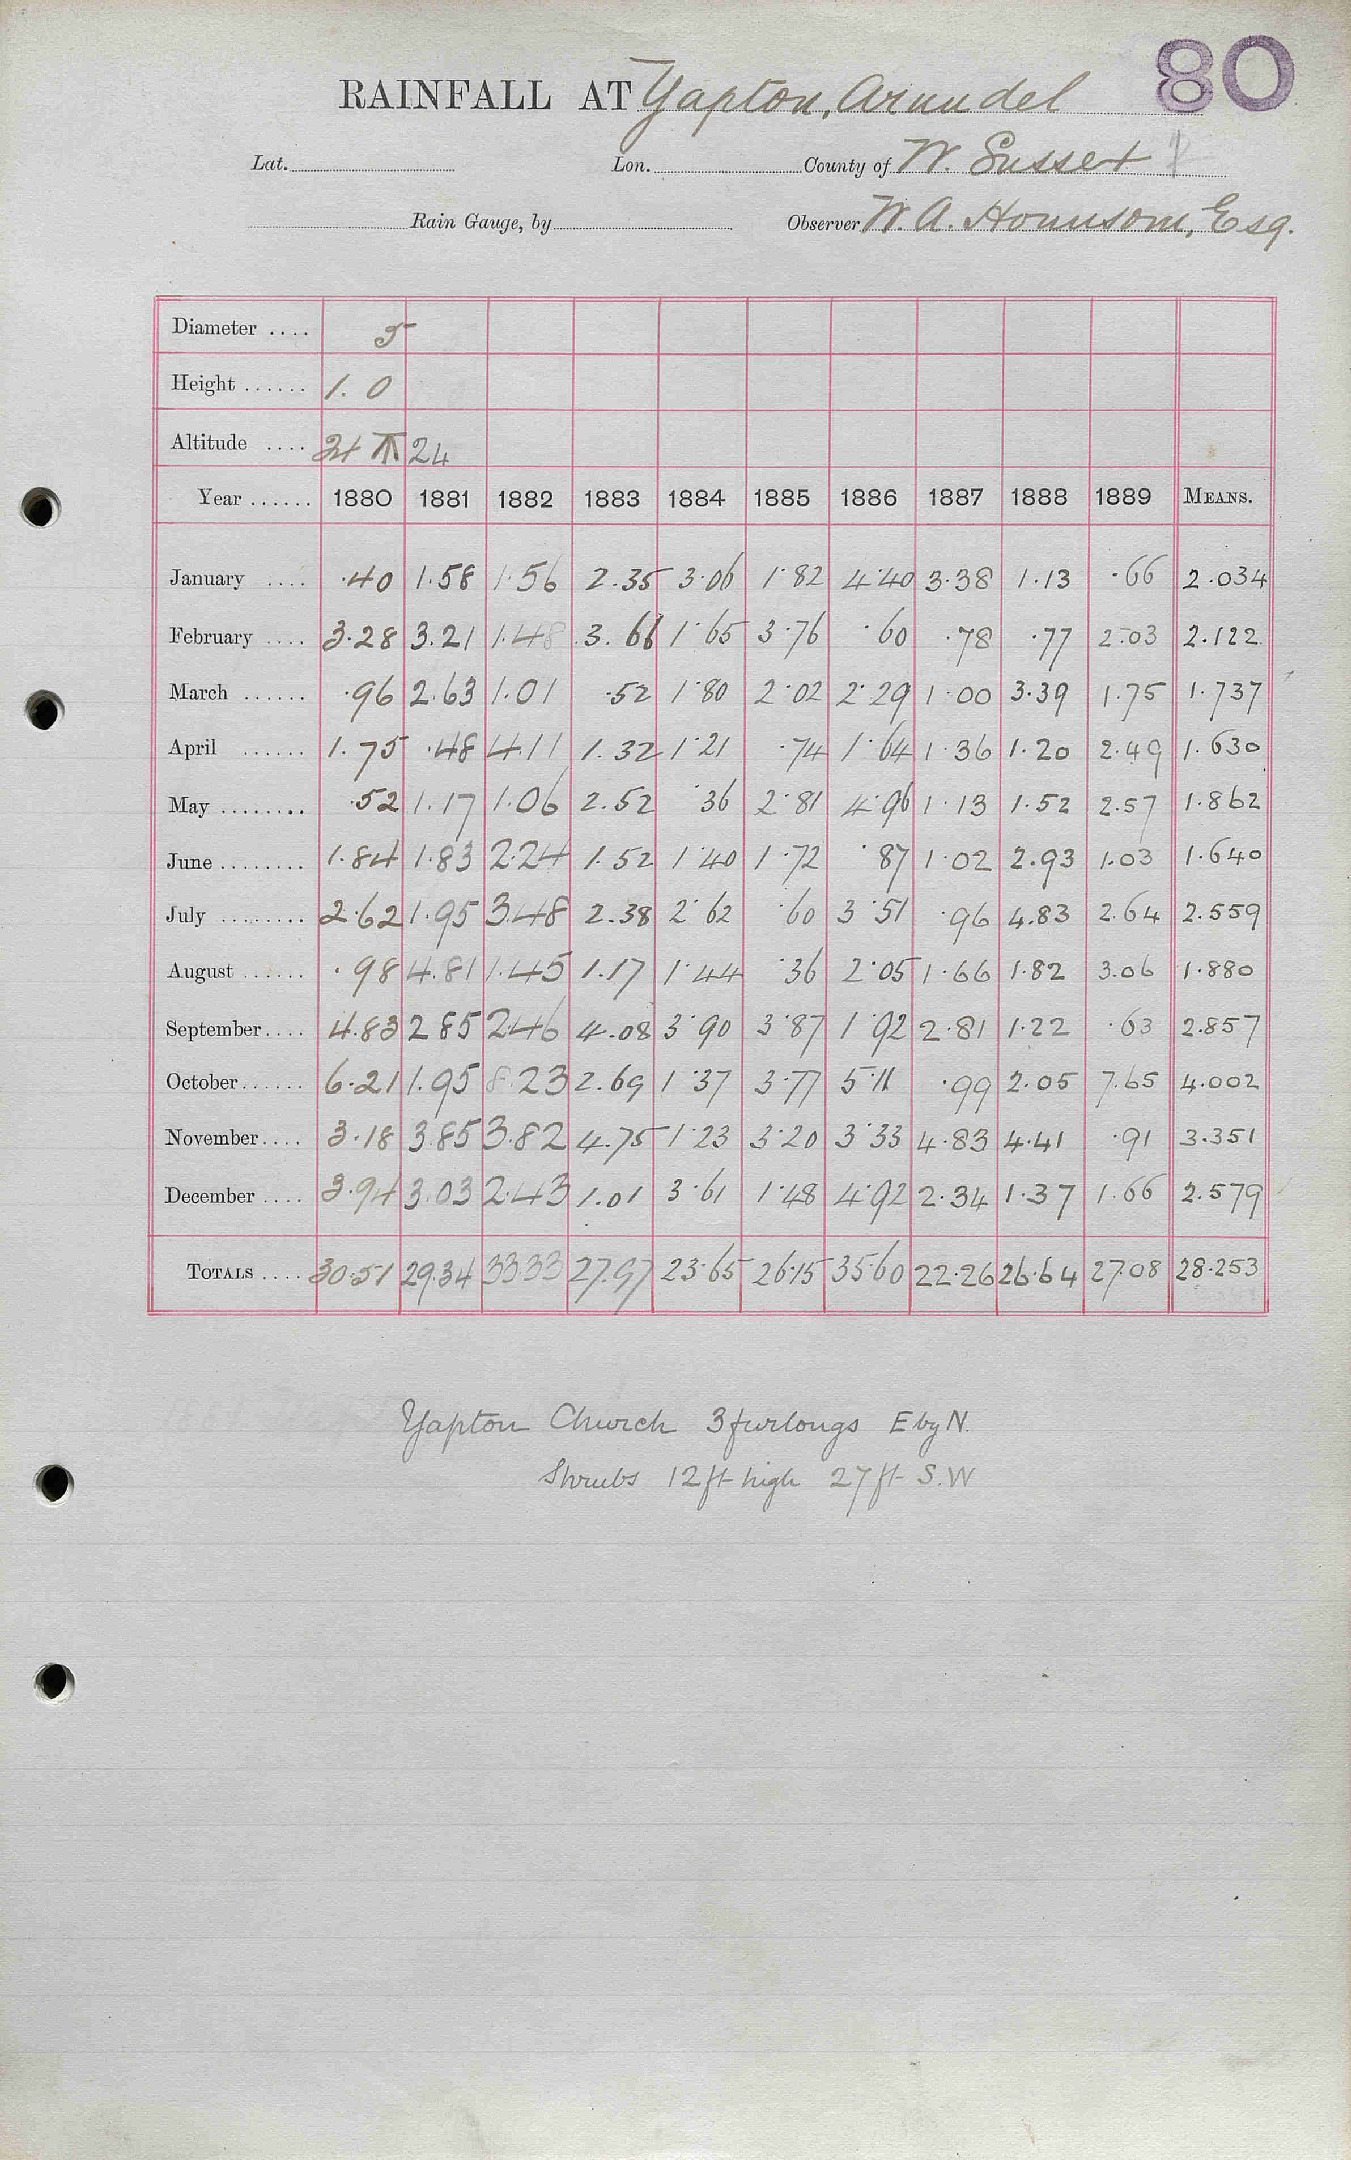 80
RAINFALL AT Yapton, Arundel
Lat. Lon. County of W. Sussex
Rain Gauge, by Observer W. A. Hounsom, Esq.
Diameter .... 5
Height ...... 1. 0
Altitude .... 24 24
Year ...... 1880 1881 1882 1883 1884 1885 1886 1887 1888 1889 MEANS.
January .... .40 1.58 1.56 2.35 3.06 1.82 4.40 3.38 1.13 .66 2.034
February .... 3.28 3.21 1.48 3.66 1.65 3.76 .60 .78 .77 2.03 2.122
March ...... .96 2.63 1.01 .52 1.80 2.02 2.29 1.00 3.39 1.75 1.737
April ...... 1.75 .48 4.11 1.32 1.21 .74 1.64 1.36 1.20 2.49 1.630
May ........ .52 1.17 1.06 2.52 .36 2.81 4.96 1.13 1.52 2.57 1.862
June ........ 1.84 1.83 2.24 1.52 1.40 1.72 .87 1.02 2.93 1.03 1.640
July ........ 2.62 1.95 3.48 2.38 2.62 .60 3.51 .96 4.83 2.64 2.559
August ...... .98 4.81 1.45 1.17 1.44 .36 2.05 1.66 1.82 3.06 1.880
September.... 4.83 2.85 2.46 4.08 3.90 3.87 1.92 2.81 1.22 .63 2.857
October...... 6.21 1.95 8.23 2.69 1.37 3.77 5.11 .99 2.05 7.65 4.002
November.... 3.18 3.85 3.82 4.75 1.23 3.20 3.33 4.83 4.41 .91 3.351
December .... 3.94 3.03 2.43 1.01 3.61 1.48 4.92 2.34 1.37 1.66 2.579
TOTALS .... 30.51 29.34 33.33 27.97 23.65 26.15 35.60 22.26 26.64 27.08 28.253
Yapton Church 3 furlongs E by N.
Shrubs 12 ft high 27 ft S.W